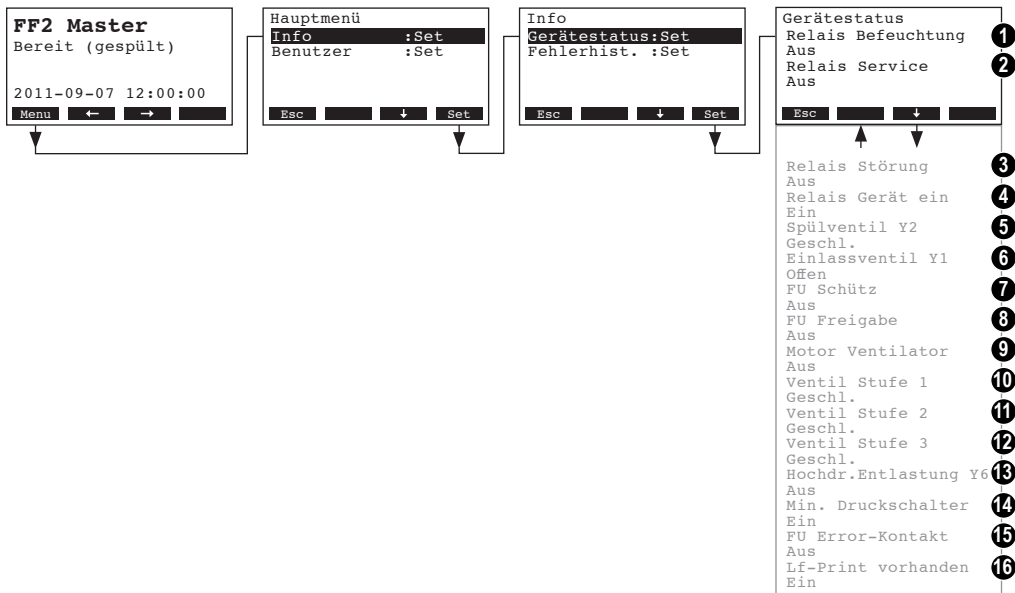 FF2 Master
Bereit (gespült)
2011-09-07 12:00:00
Menu ← →
Hauptmenü
Info :Set
Benutzer :Set
Esc ↓ Set
Info
Gerätestatus:Set
Fehlerhist. :Set
Esc ↓ Set
Gerätestatus
Relais Befeuchtung 1
Aus
Relais Service 2
Aus
Esc ↓
Relais Störung 3
Aus
Relais Gerät ein 4
Ein
Spülventil Y2 5
Geschl.
Einlassventil Y1 6
Offen
FU Schütz 7
Aus
FU Freigabe 8
Aus
Motor Ventilator 9
Aus
Ventil Stufe 1 10
Geschl.
Ventil Stufe 2 11
Geschl.
Ventil Stufe 3 12
Geschl.
Hochdr.Entlastung Y6 13
Aus
Min. Druckschalter 14
Ein
FU Error-Kontakt 15
Aus
Lf-Print vorhanden 16
Ein